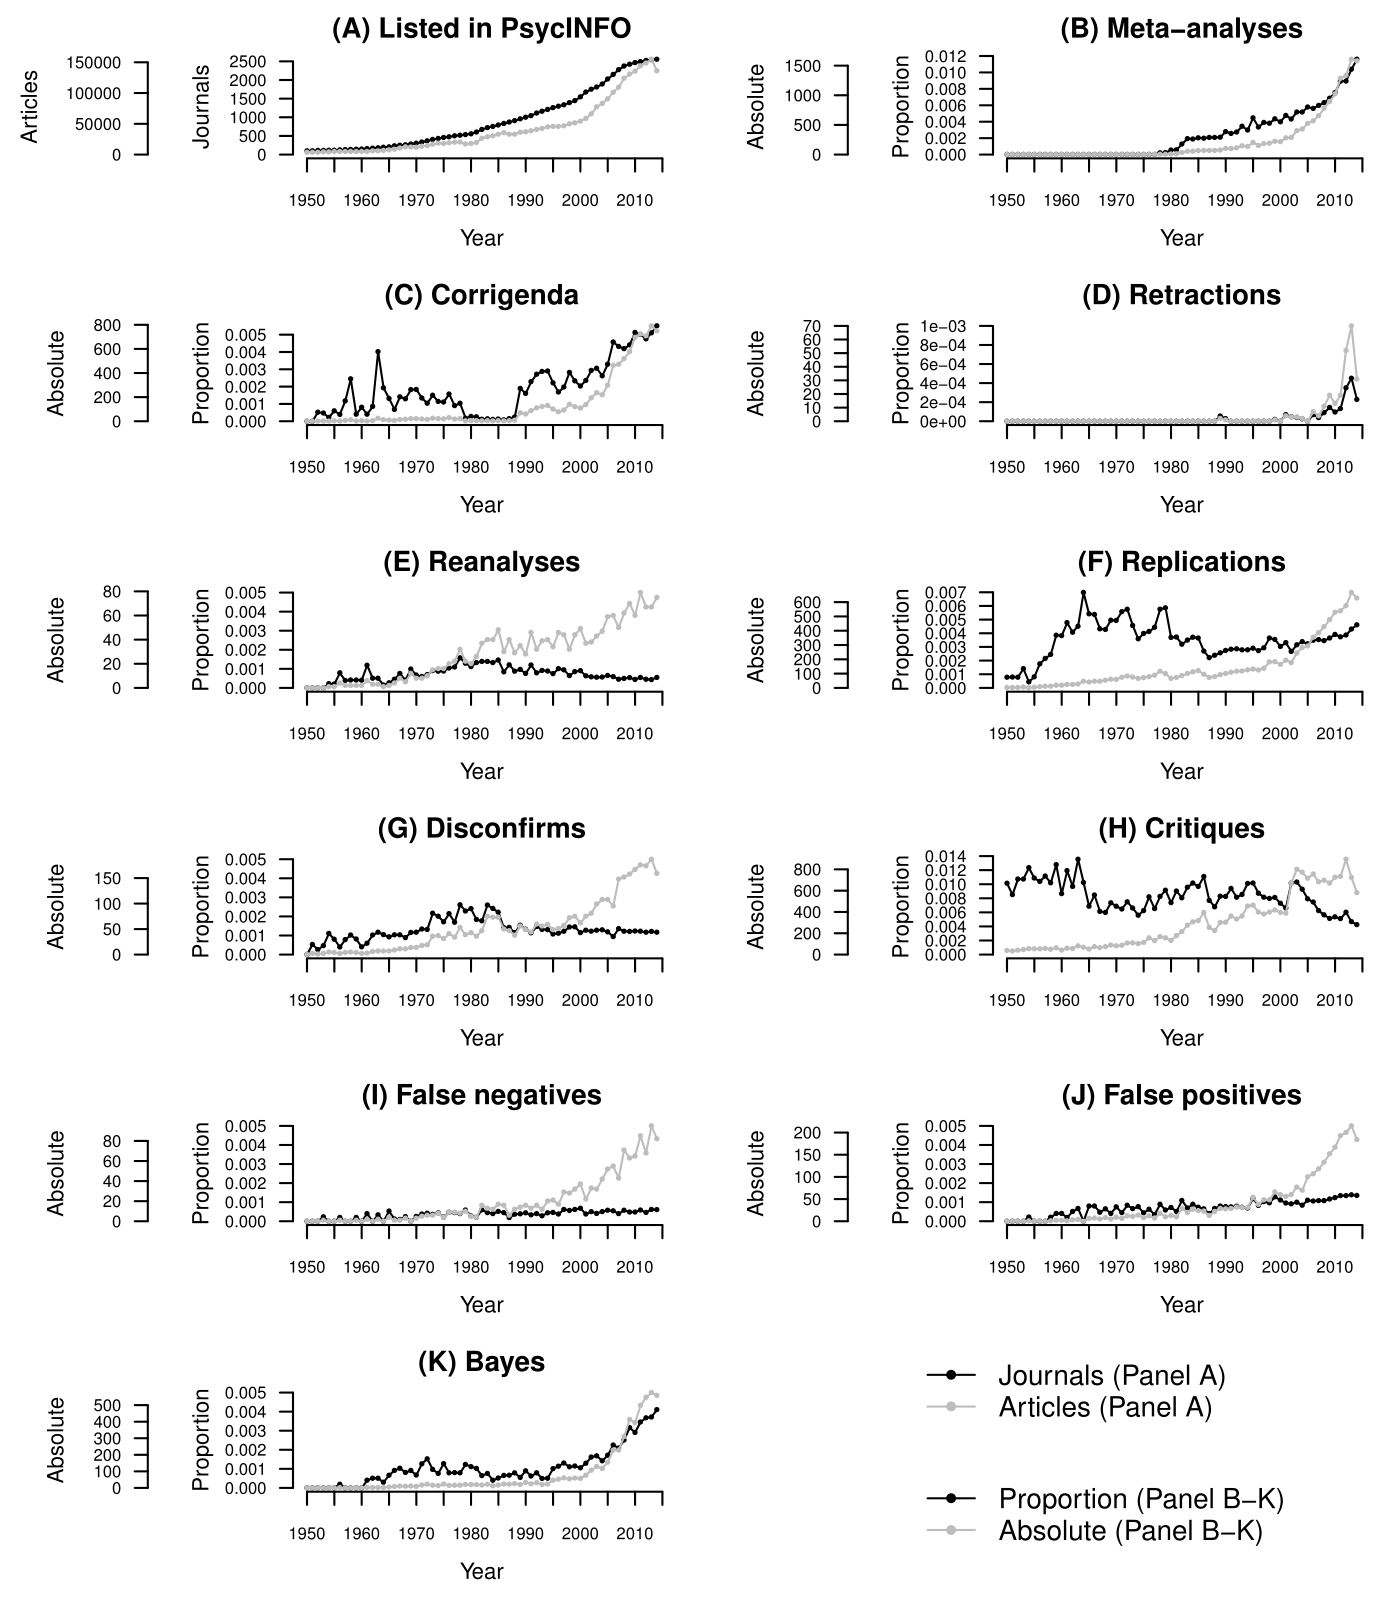 (A) Listed in PsycINFO
Articles
150000
100000
50000
0
Journals
2500
2000
1500
1000
500
0
1950 1960 1970 1980 1990 2000 2010
Year
(B) Meta−analyses
Absolute
1500
1000
500
0
Proportion
0.012
0.010
0.008
0.006
0.004
0.002
0.000
1950 1960 1970 1980 1990 2000 2010
Year
(C) Corrigenda
Absolute
800
600
400
200
0
Proportion
0.005
0.004
0.003
0.002
0.001
0.000
1950 1960 1970 1980 1990 2000 2010
Year
(D) Retractions
Absolute
70
60
50
40
30
20
10
0
Proportion
1e−03
8e−04
6e−04
4e−04
2e−04
0e+00
1950 1960 1970 1980 1990 2000 2010
Year
(E) Reanalyses
Absolute
80
60
40
20
0
Proportion
0.005
0.004
0.003
0.002
0.001
0.000
1950 1960 1970 1980 1990 2000 2010
Year
(F) Replications
Absolute
600
500
400
300
200
100
0
Proportion
0.007
0.006
0.005
0.004
0.003
0.002
0.001
0.000
1950 1960 1970 1980 1990 2000 2010
Year
(G) Disconfirms
Absolute
150
100
50
0
Proportion
0.005
0.004
0.003
0.002
0.001
0.000
1950 1960 1970 1980 1990 2000 2010
Year
(H) Critiques
Absolute
800
600
400
200
0
Proportion
0.014
0.012
0.010
0.008
0.006
0.004
0.002
0.000
1950 1960 1970 1980 1990 2000 2010
Year
(I) False negatives
Absolute
80
60
40
20
0
Proportion
0.005
0.004
0.003
0.002
0.001
0.000
1950 1960 1970 1980 1990 2000 2010
Year
(J) False positives
Absolute
200
150
100
50
0
Proportion
0.005
0.004
0.003
0.002
0.001
0.000
1950 1960 1970 1980 1990 2000 2010
Year
(K) Bayes
Absolute
500
400
300
200
100
0
Proportion
0.005
0.004
0.003
0.002
0.001
0.000
1950 1960 1970 1980 1990 2000 2010
Year
Journals (Panel A)
Articles (Panel A)
Proportion (Panel B−K)
Absolute (Panel B−K)